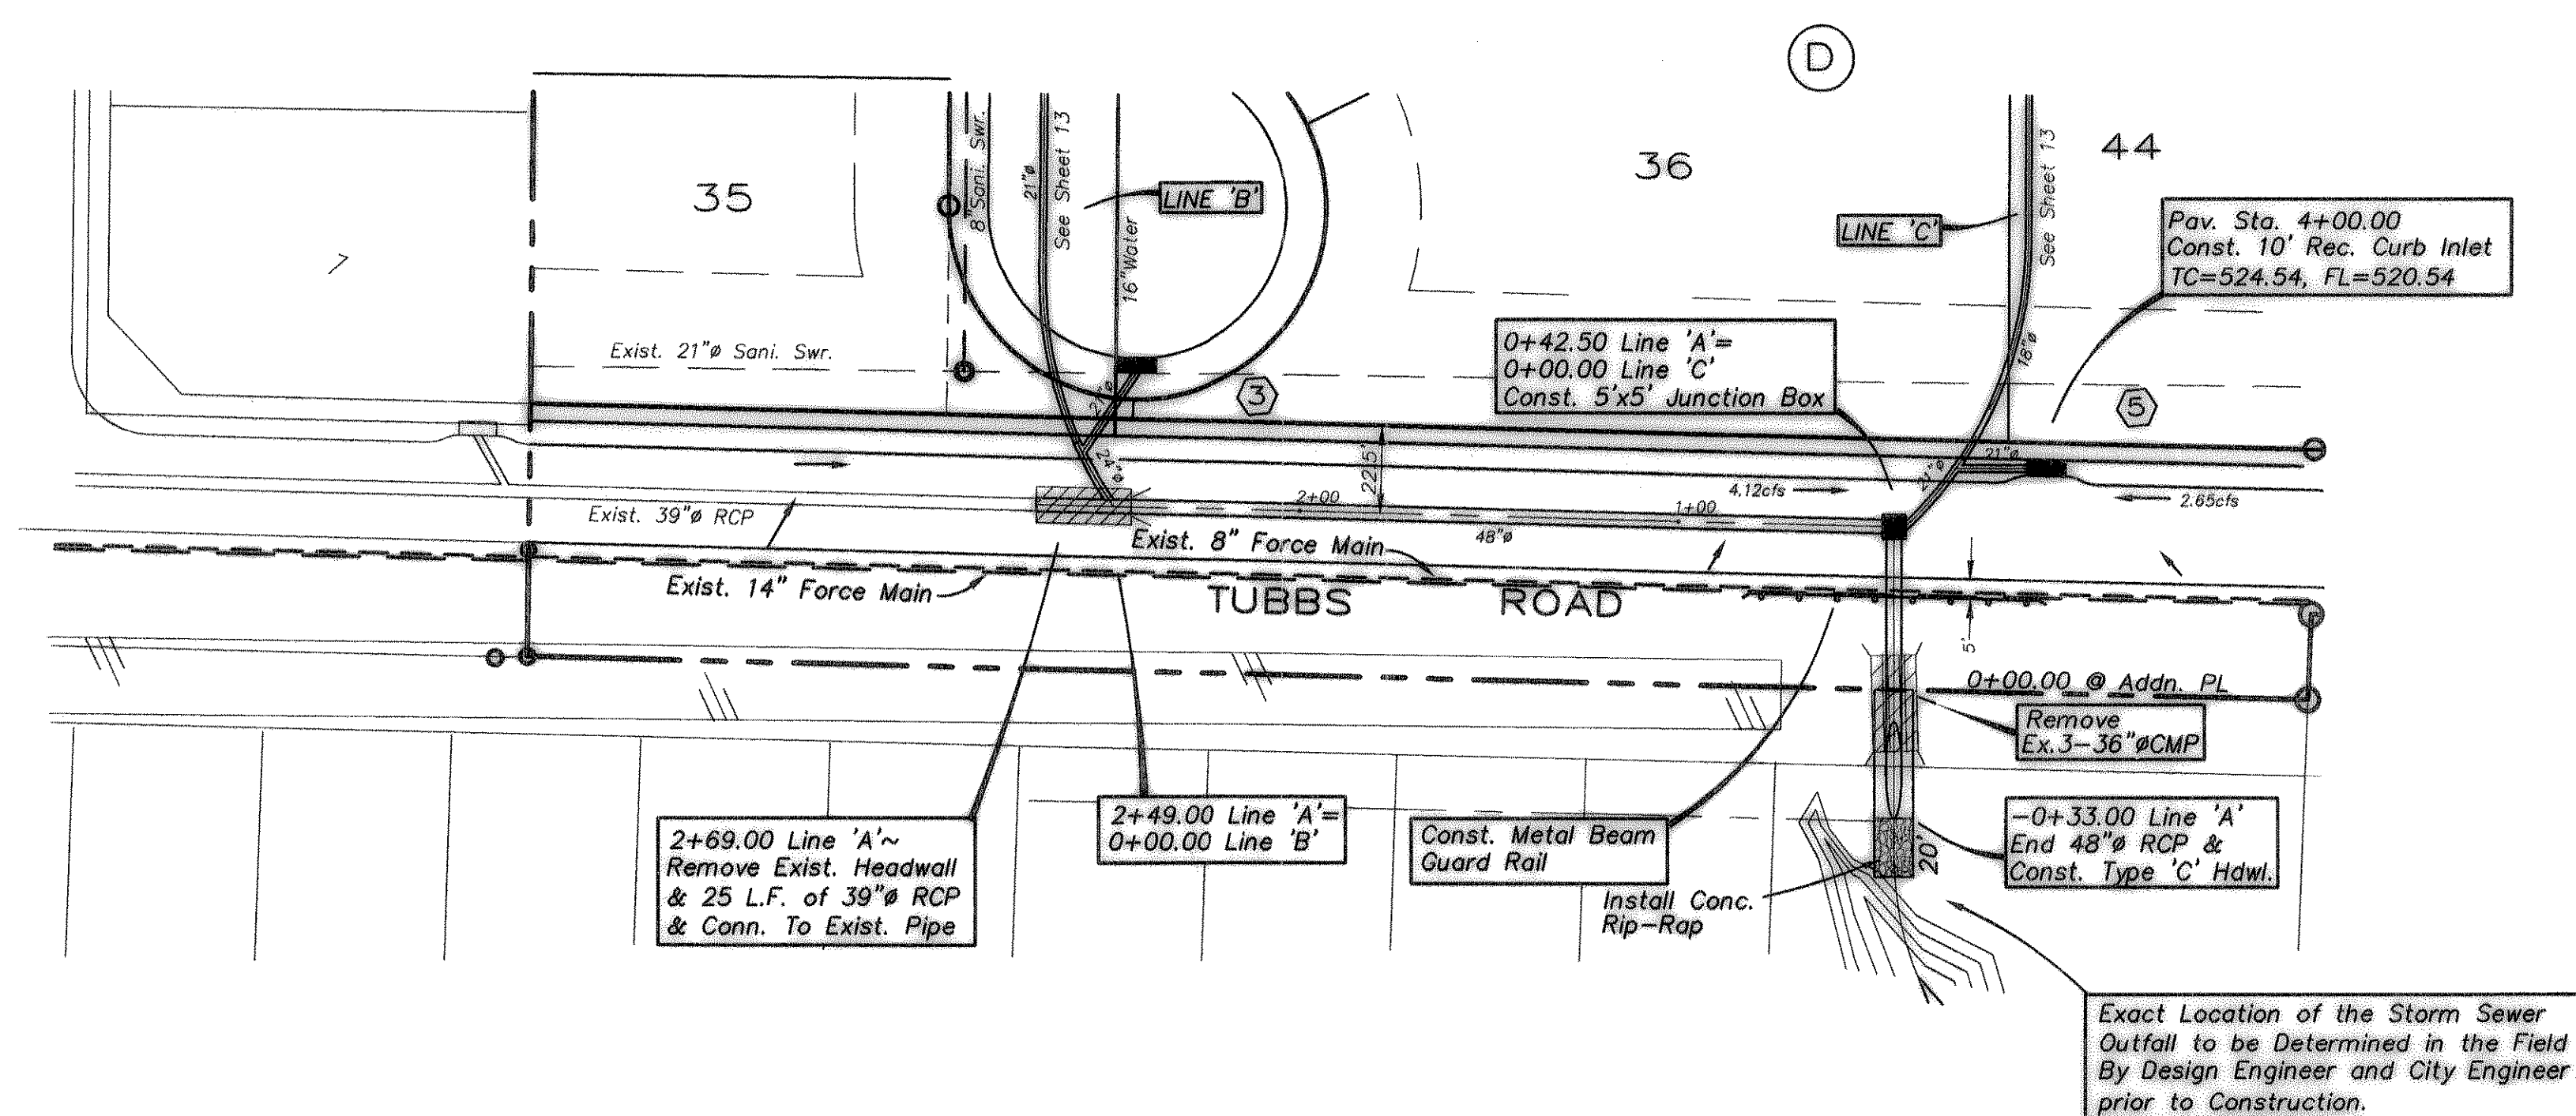 D
35
8" Sani. Swr.
21"ø
See Sheet 13
LINE 'B'
16" Water
36
LINE 'C'
See Sheet 13
44
Pav. Sta. 4+00.00
Const. 10' Rec. Curb Inlet
TC=524.54, FL=520.54
Exist. 21"ø Sani. Swr.
0+42.50 Line 'A'=
0+00.00 Line 'C'
Const. 5'x5' Junction Box
18"ø
3
5
21"ø
24"ø
22.5'
21"ø
21"ø
4.12cfs
2.65cfs
2+00
1+00
48"ø
Exist. 39"ø RCP
Exist. 8" Force Main
Exist. 14" Force Main
TUBBS ROAD
5'
0+00.00 @ Addn. PL
Remove
Ex.3-36"øCMP
2+69.00 Line 'A'~
Remove Exist. Headwall
& 25 L.F. of 39"ø RCP
& Conn. To Exist. Pipe
2+49.00 Line 'A'=
0+00.00 Line 'B'
Const. Metal Beam
Guard Rail
Install Conc.
Rip-Rap
20'
-0+33.00 Line 'A'
End 48"ø RCP &
Const. Type 'C' Hdwl.
Exact Location of the Storm Sewer
Outfall to be Determined in the Field
By Design Engineer and City Engineer
prior to Construction.